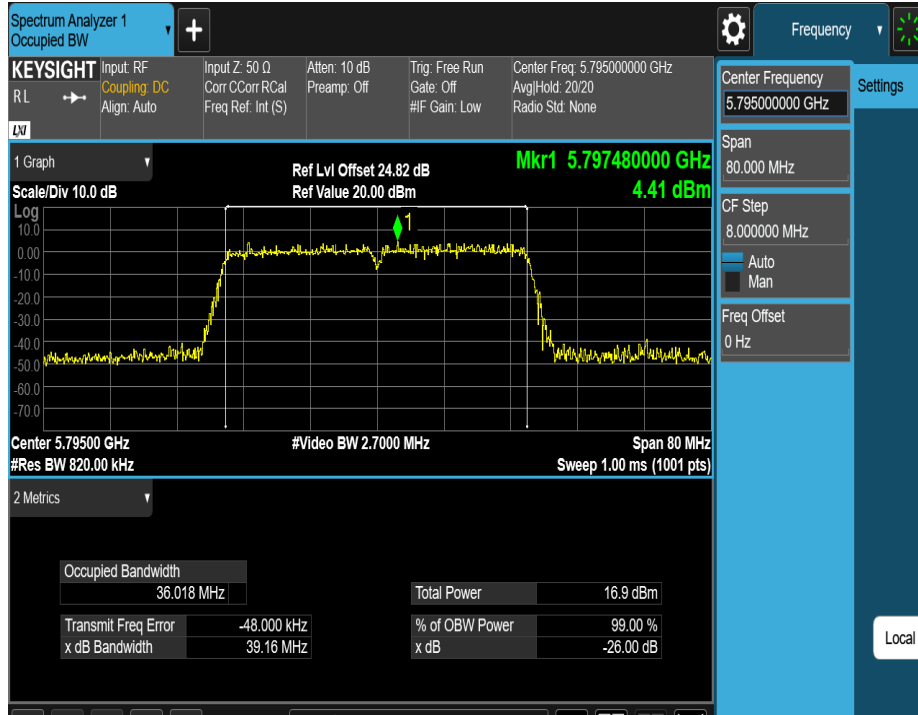 Spectrum Analyzer 1
Occupied BW
+
Frequency
KEYSIGHT
R L
LXI
Input: RF
Coupling: DC
Align: Auto
Input Z: 50 Ω
Corr CCorr RCal
Freq Ref: Int (S)
Atten: 10 dB
Preamp: Off
Trig: Free Run
Gate: Off
#IF Gain: Low
Center Freq: 5.795000000 GHz
Avg|Hold: 20/20
Radio Std: None
Center Frequency
5.795000000 GHz
Settings
Span
80.000 MHz
CF Step
8.000000 MHz
Auto
Man
Freq Offset
0 Hz
1 Graph
Scale/Div 10.0 dB
Ref Lvl Offset 24.82 dB
Ref Value 20.00 dBm
Mkr1 5.797480000 GHz
4.41 dBm
Log
1
10.0
0.00
-10.0
-20.0
-30.0
-40.0
-50.0
-60.0
-70.0
Center 5.79500 GHz
#Video BW 2.7000 MHz
Span 80 MHz
#Res BW 820.00 kHz
Sweep 1.00 ms (1001 pts)
2 Metrics
Occupied Bandwidth
36.018 MHz
Total Power 16.9 dBm
Transmit Freq Error -48.000 kHz
% of OBW Power 99.00 %
x dB Bandwidth 39.16 MHz
x dB -26.00 dB
Local